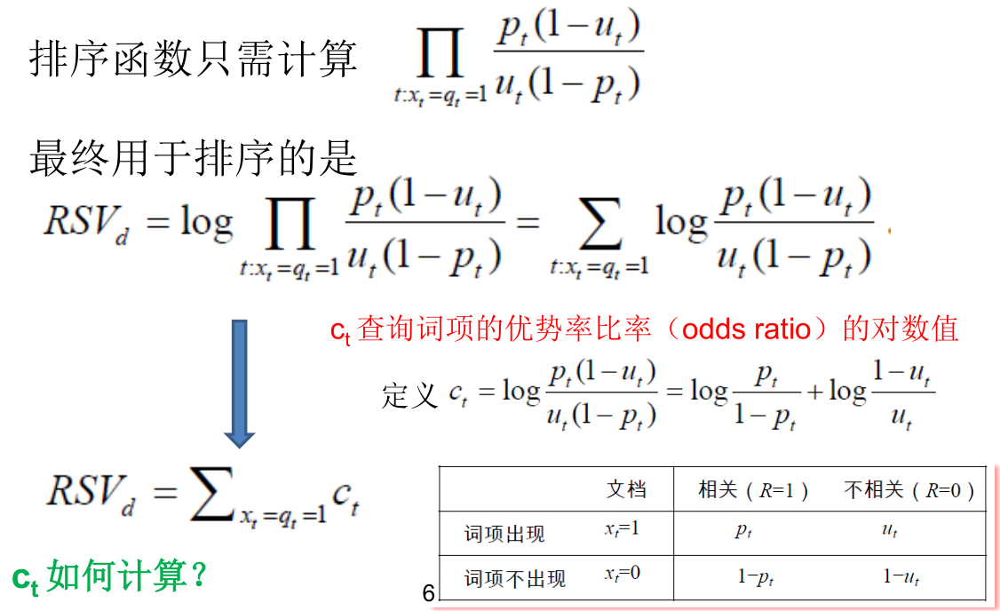 排序函数只需计算 ∏_{t:x_t=q_t=1} \frac{p_t(1−u_t)}{u_t(1−p_t)}
最终用于排序的是
RSV_d = log ∏_{t:x_t=q_t=1} \frac{p_t(1−u_t)}{u_t(1−p_t)} = ∑_{t:x_t=q_t=1} log \frac{p_t(1−u_t)}{u_t(1−p_t)} .
c_t 查询词项的优势率比率（odds ratio）的对数值
定义 c_t = log \frac{p_t(1−u_t)}{u_t(1−p_t)} = log \frac{p_t}{1−p_t} + log \frac{1−u_t}{u_t}
RSV_d = ∑_{x_t=q_t=1} c_t
文档 相关（R=1） 不相关（R=0）
词项出现 x_t=1 p_t u_t
词项不出现 x_t=0 1−p_t 1−u_t
c_t 如何计算？
6